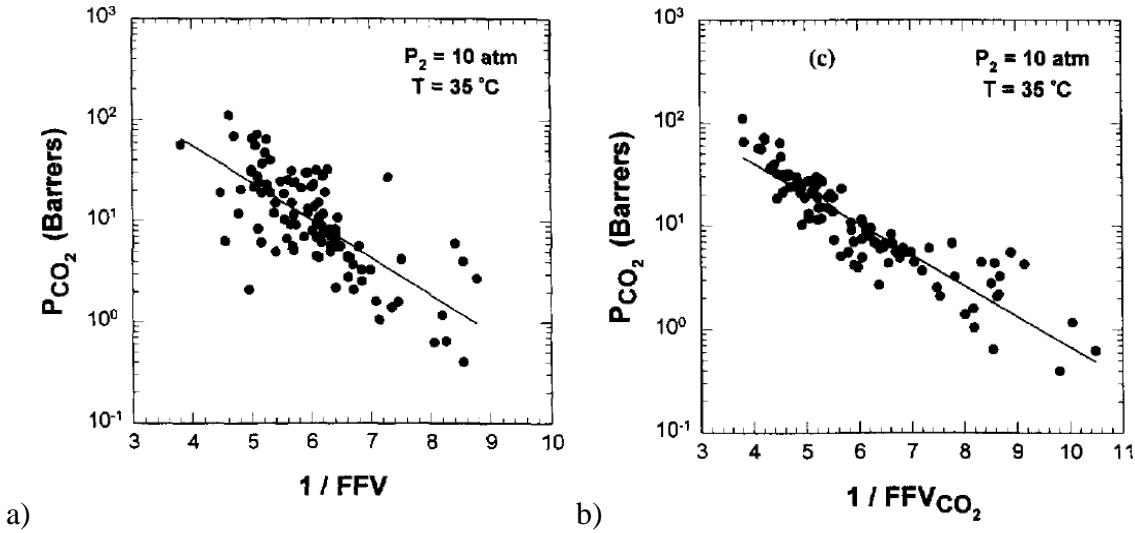 10³
10²
10¹
10⁰
10⁻¹
P_CO₂ (Barrers)
P₂ = 10 atm
T = 35 °C
3 4 5 6 7 8 9 10
1 / FFV
a)
10³
10²
10¹
10⁰
10⁻¹
P_CO₂ (Barrers)
(c)
P₂ = 10 atm
T = 35 °C
3 4 5 6 7 8 9 10 11
1 / FFV_CO₂
b)